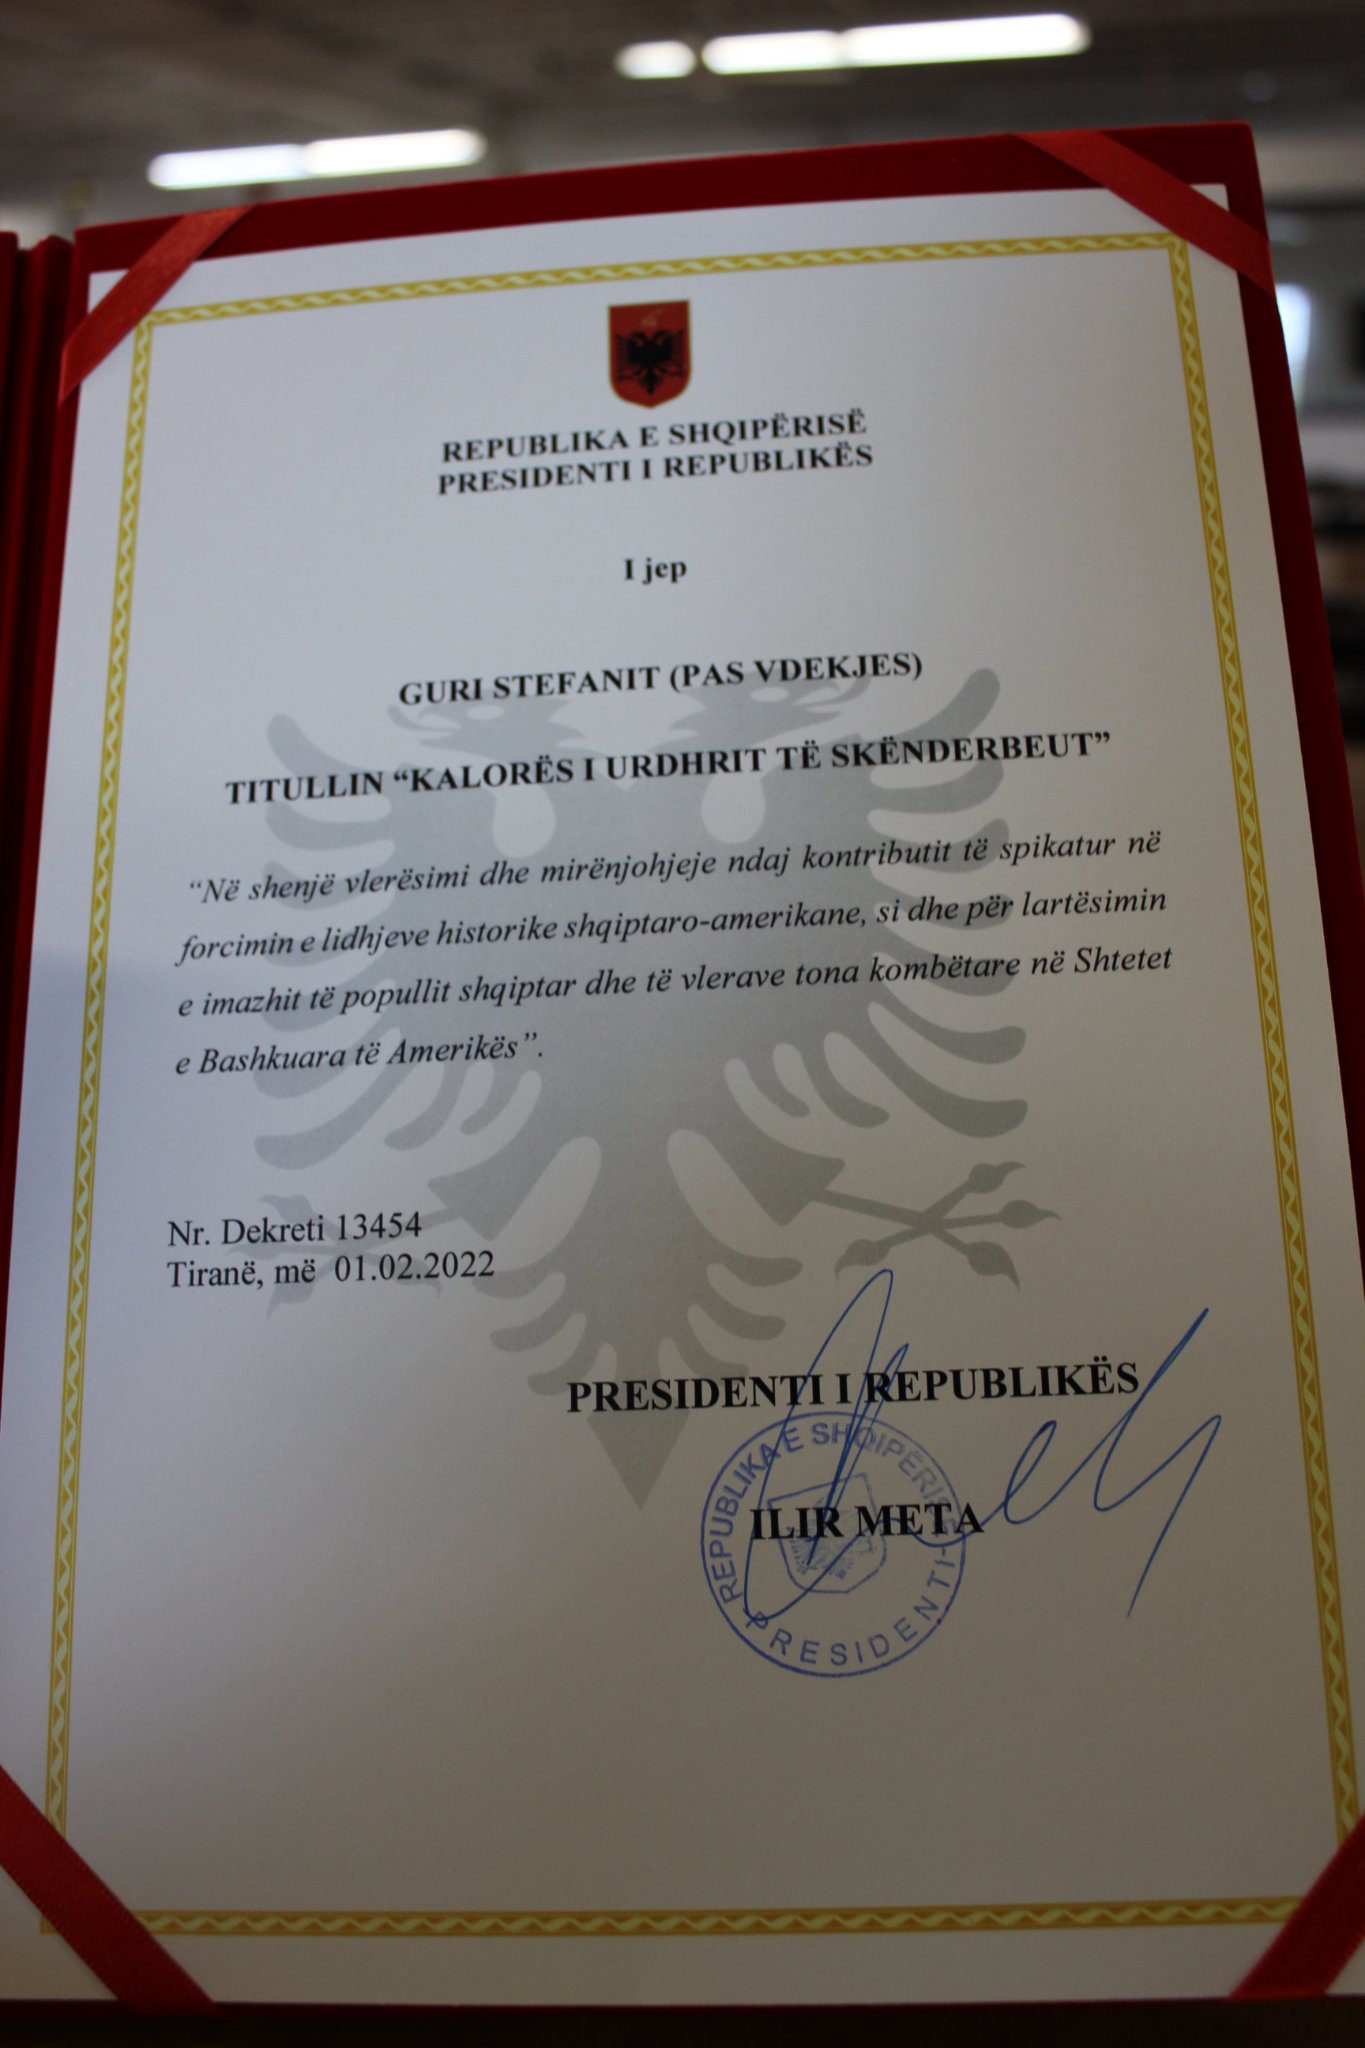 REPUBLIKA E SHQIPËRISË
PRESIDENTI I REPUBLIKËS
I jep
GURI STEFANIT (PAS VDEKJES)
TITULLIN “KALORËS I URDHRIT TË SKËNDERBEUT”
“Në shenjë vlerësimi dhe mirënjohjeje ndaj kontributit të spikatur në
forcimin e lidhjeve historike shqiptaro-amerikane, si dhe për lartësimin
e imazhit të popullit shqiptar dhe të vlerave tona kombëtare në Shtetet
e Bashkuara të Amerikës”.
Nr. Dekreti 13454
Tiranë, më 01.02.2022
PRESIDENTI I REPUBLIKËS
ILIR META
REPUBLIKA E SHQIPËRISË
PRESIDENTI